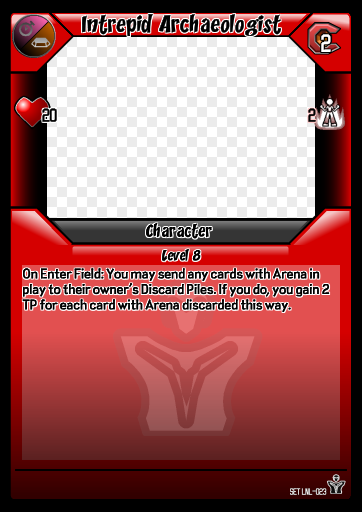 Intrepid Archaeologist
2
20
2
Character
Level 8
On Enter Field: You may send any cards with Arena in
play to their owner's Discard Piles. If you do, you gain 2
TP for each card with Arena discarded this way.
SET LNL-023